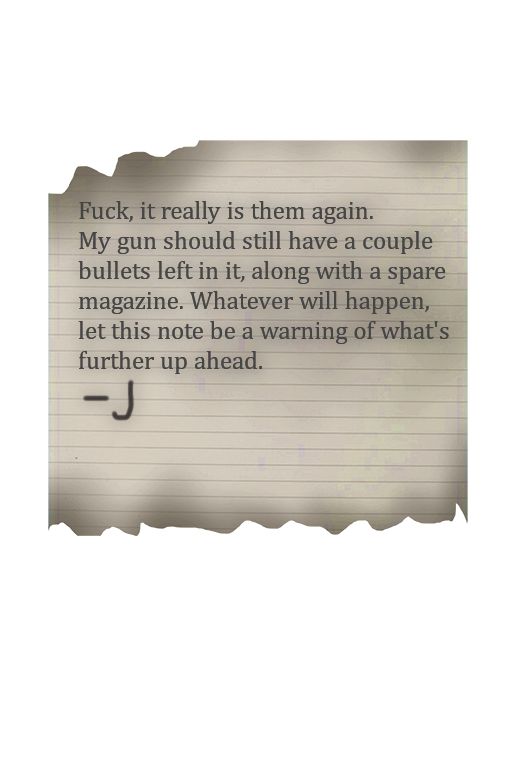 Fuck, it really is them again.
My gun should still have a couple
bullets left in it, along with a spare
magazine. Whatever will happen,
let this note be a warning of what's
further up ahead.
-J